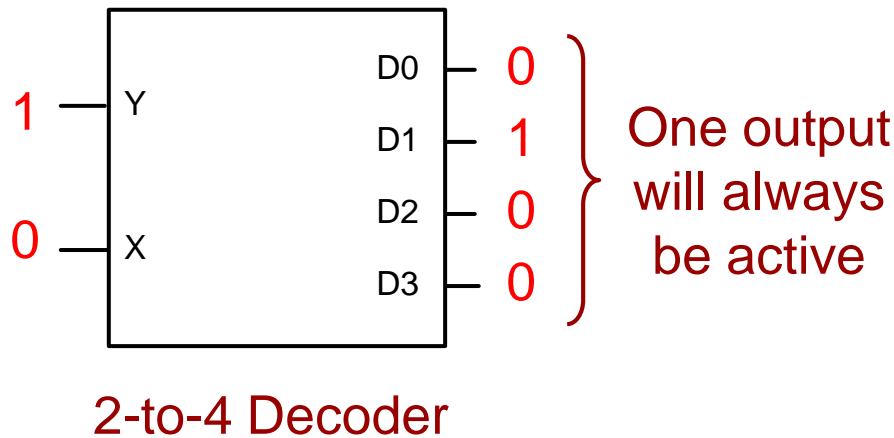 1
0
Y
X
D0
D1
D2
D3
0
1
0
0
One output
will always
be active
2-to-4 Decoder